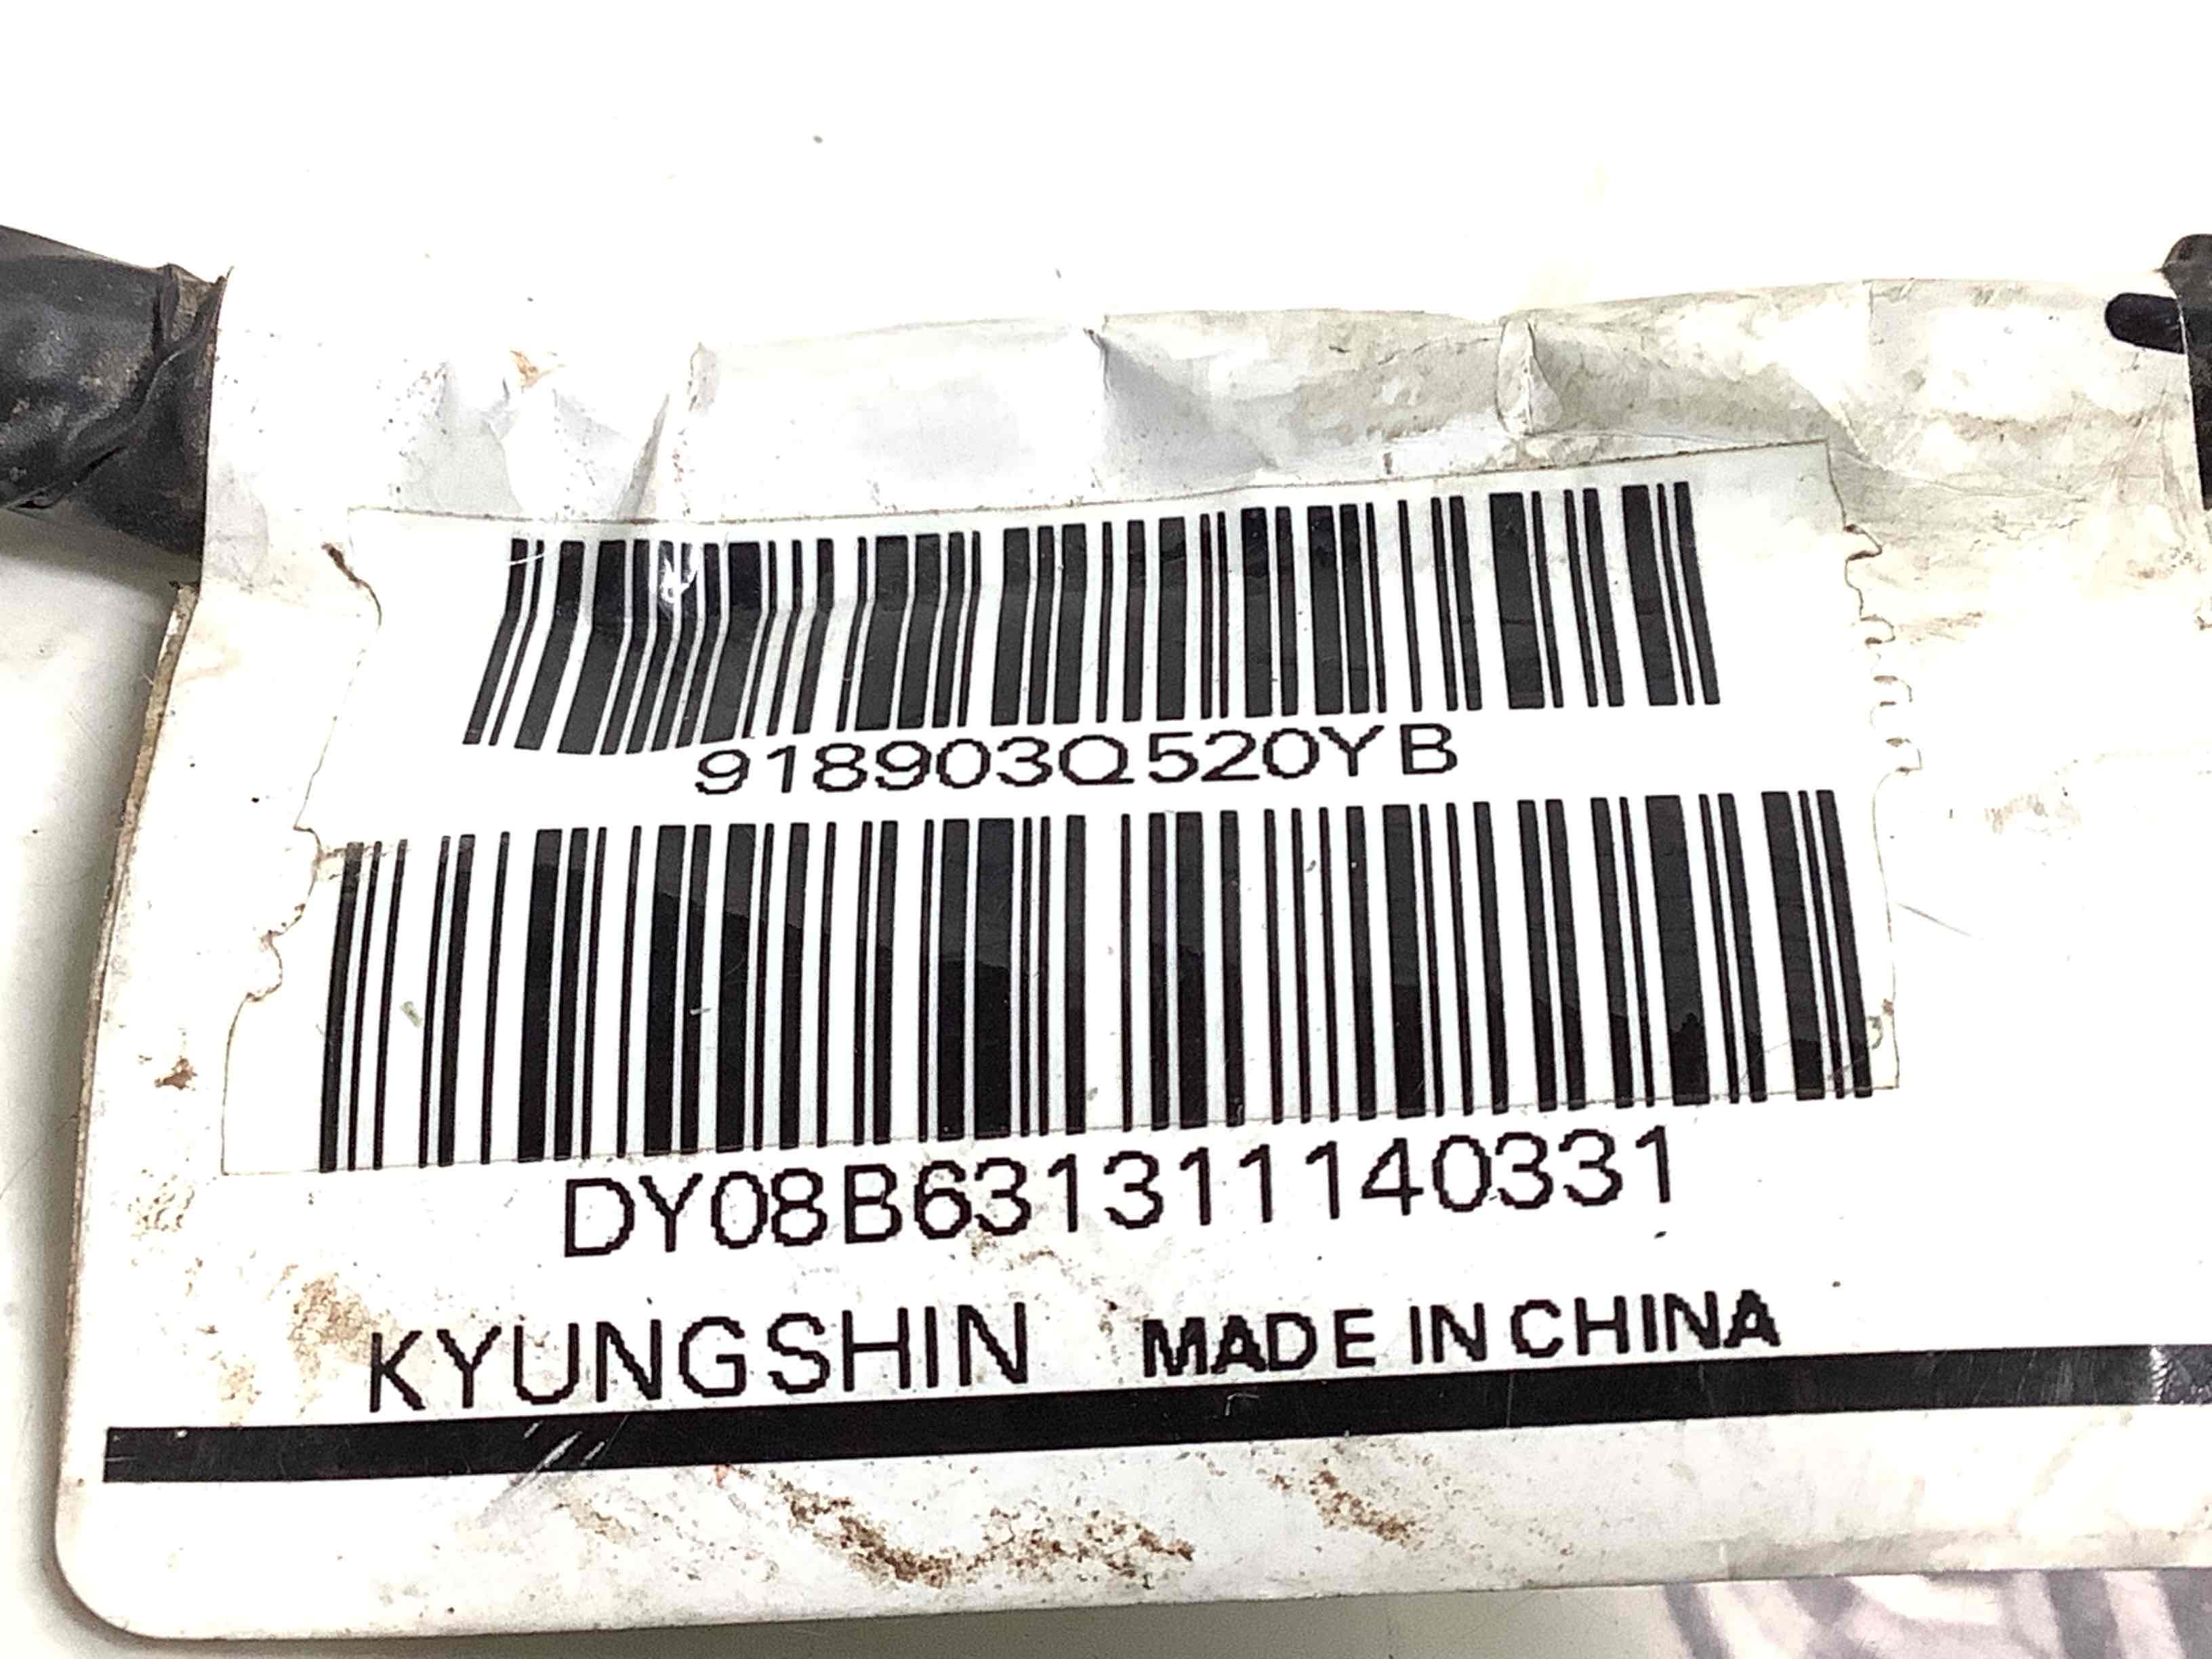 918903Q520YB
DY08B631311140331
KYUNGSHIN MADE IN CHINA